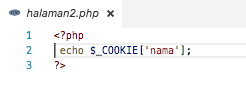 halaman2.php ×
1 <?php
2 echo $_COOKIE['nama'];
3 ?>